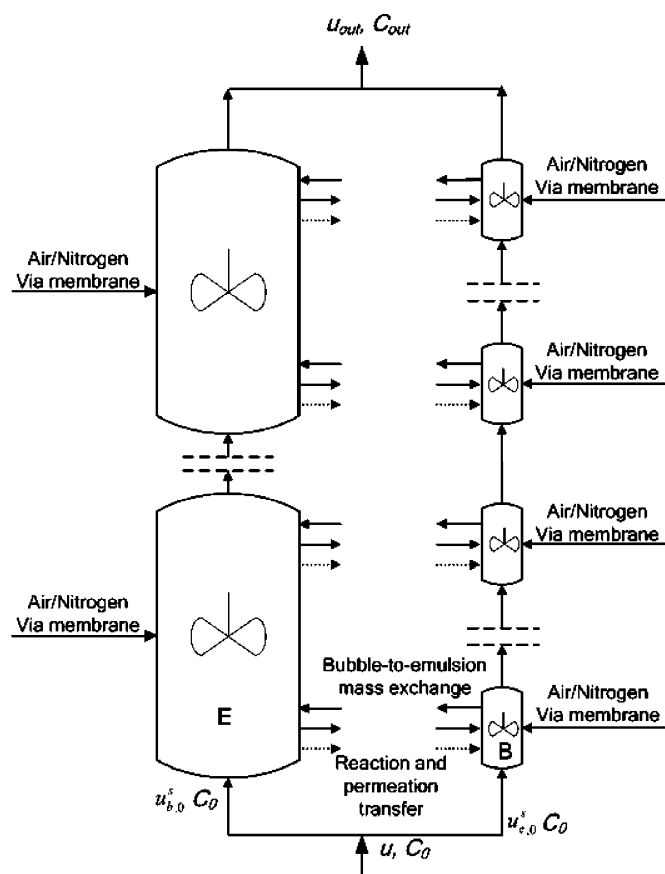 u_out, C_out
Air/Nitrogen
Via membrane
Air/Nitrogen
Via membrane
Air/Nitrogen
Via membrane
Air/Nitrogen
Via membrane
Air/Nitrogen
Via membrane
Bubble-to-emulsion
mass exchange
E
Air/Nitrogen
Via membrane
B
Reaction and
permeation
transfer
u^s_{b,0} C_0
u^s_{e,0} C_0
u, C_0